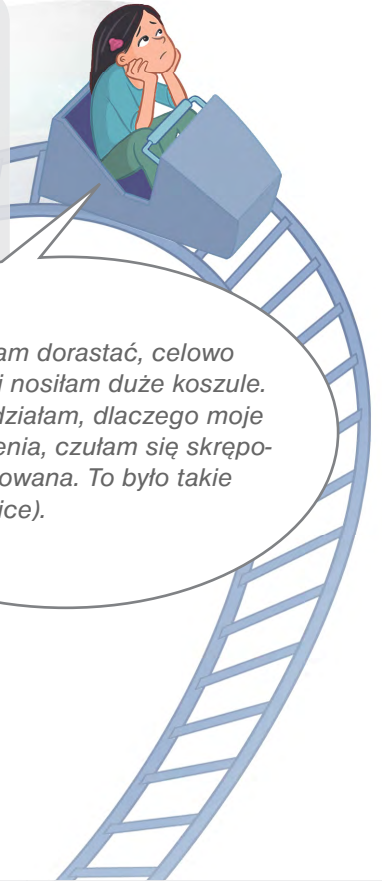 am dorastać, celowo
i nosiłam duże koszule.
działam, dlaczego moje
enia, czułam się skrępo-
owana. To było takie
ice).